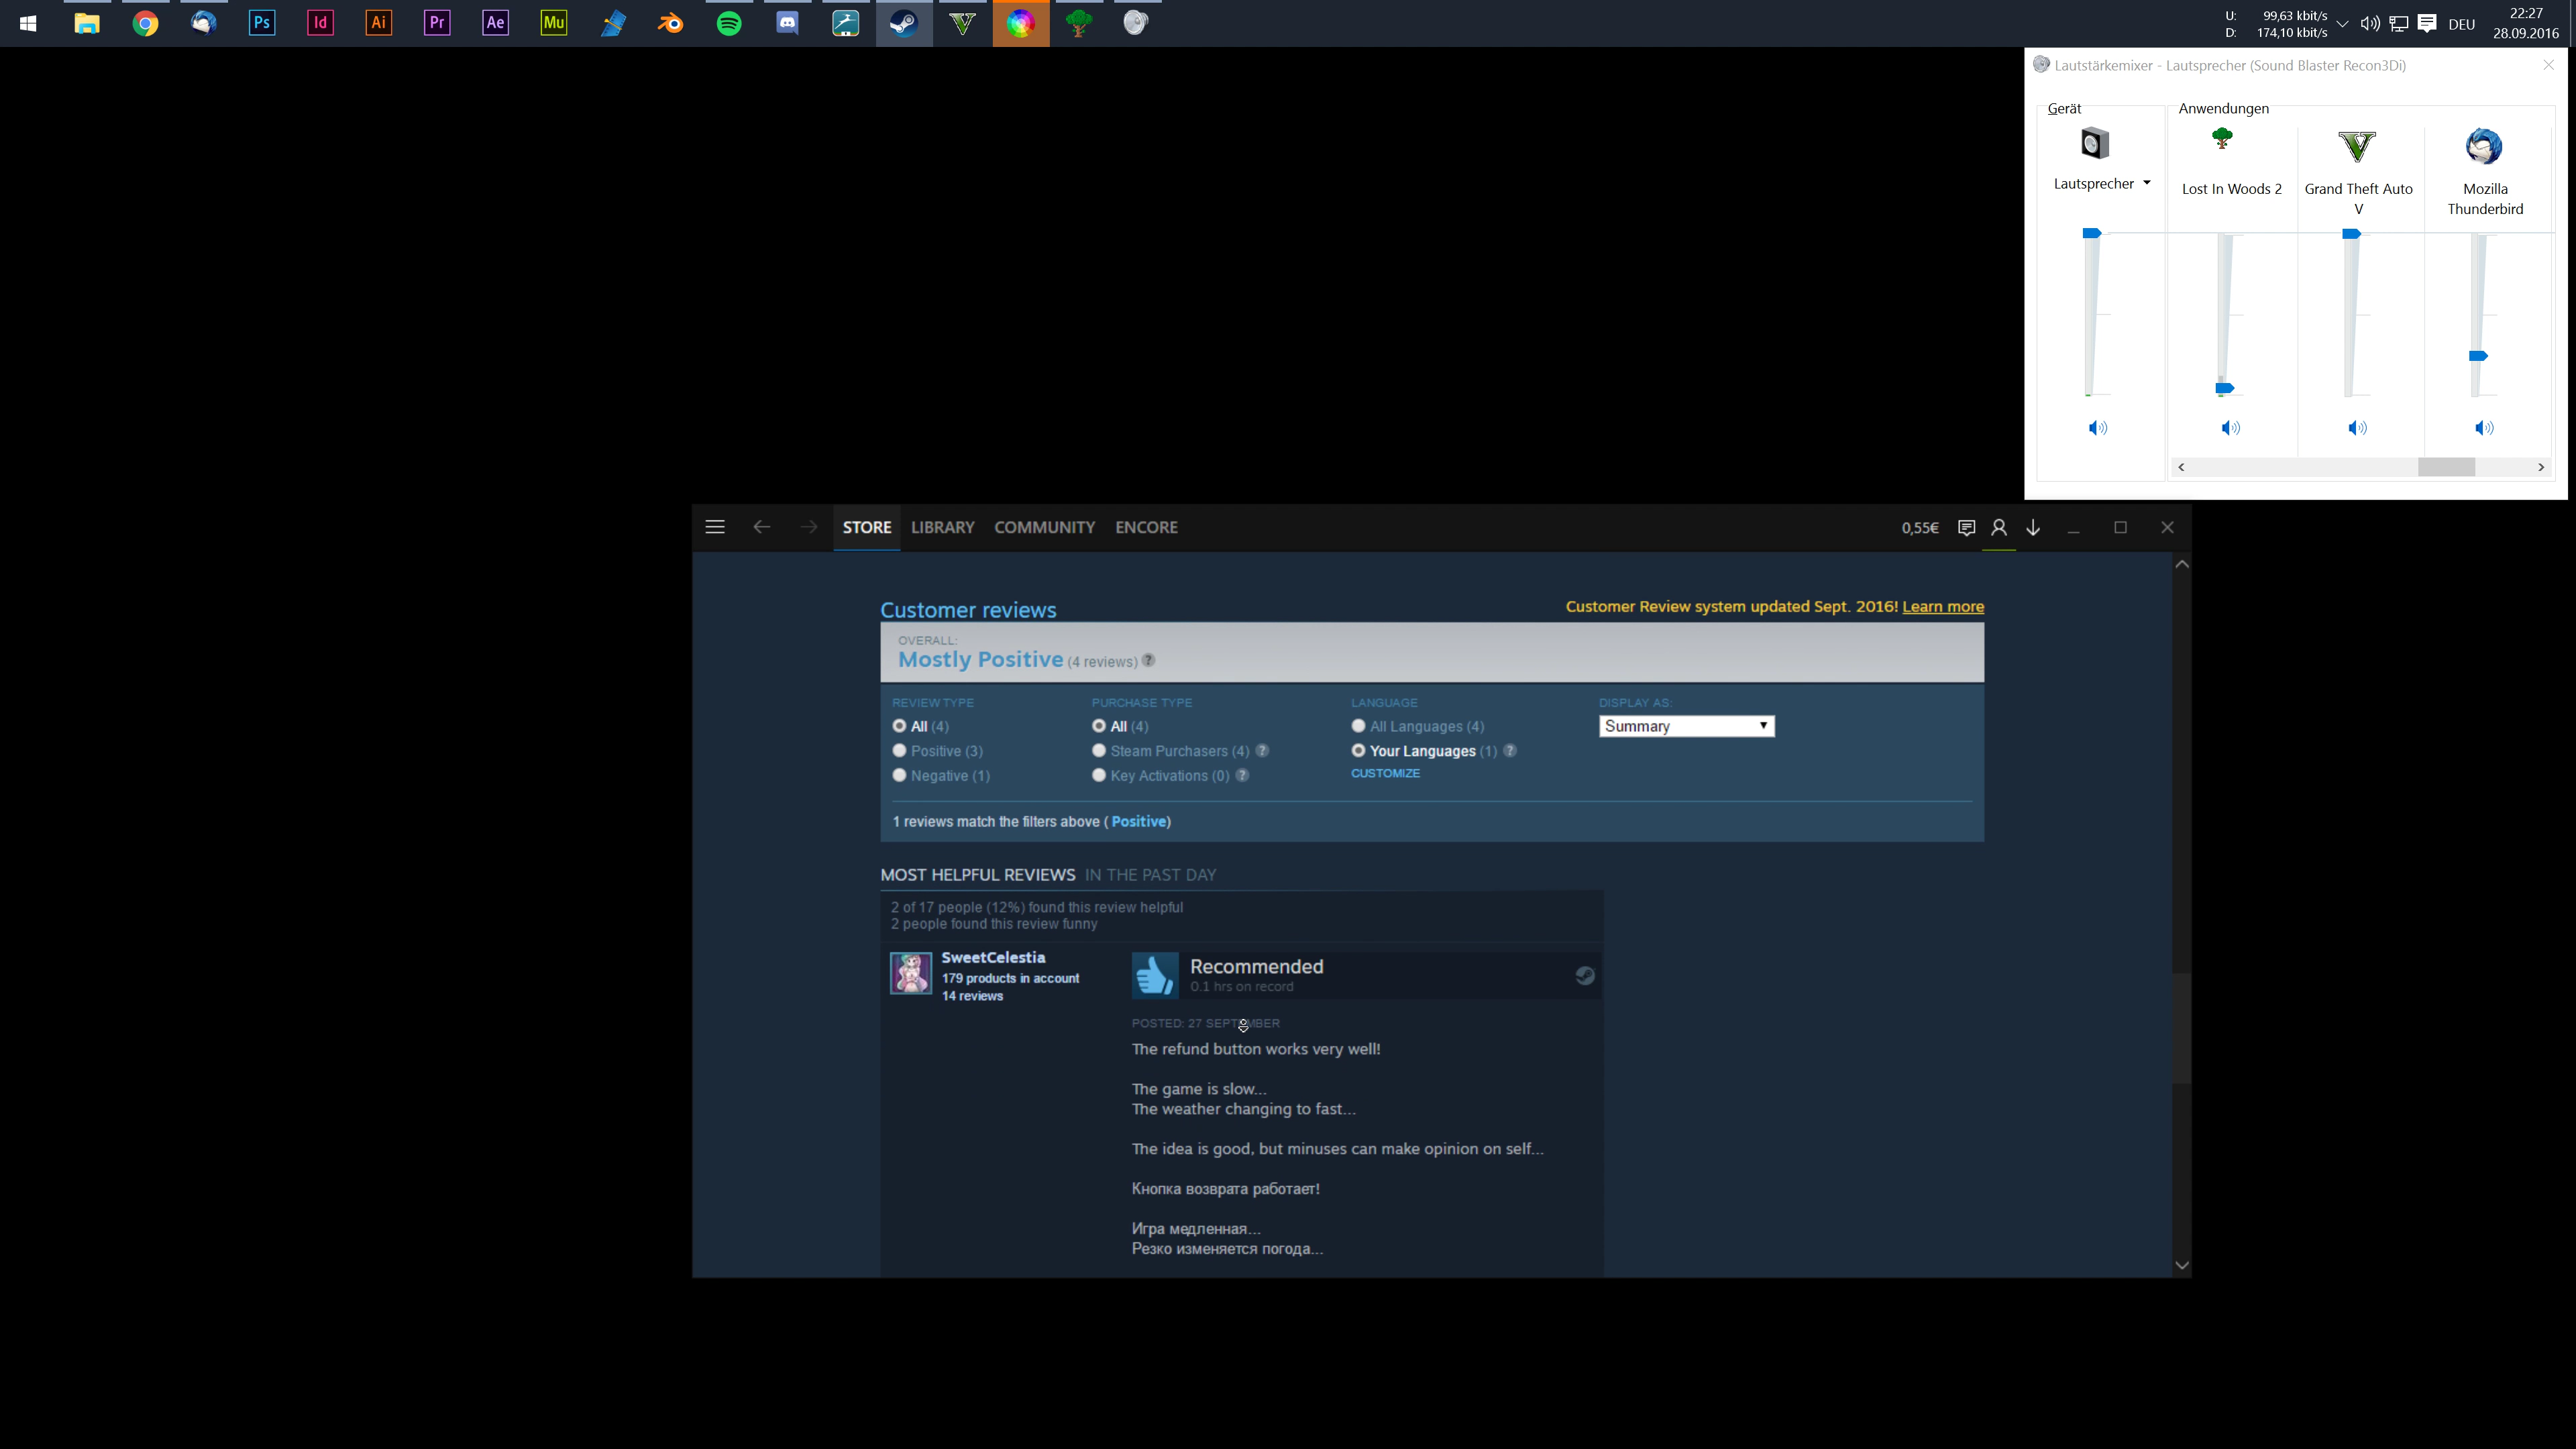 Ps
Id
Ai
Pr
Ae
Mu
U: 99,63 kbit/s
D: 174,10 kbit/s
DEU
22:27
28.09.2016
Lautstärkemixer - Lautsprecher (Sound Blaster Recon3Di)
Gerät
Anwendungen
Lautsprecher
Lost In Woods 2
Grand Theft Auto
V
Mozilla
Thunderbird
STORE LIBRARY COMMUNITY ENCORE
0,55€
Customer reviews
Customer Review system updated Sept. 2016! Learn more
OVERALL:
Mostly Positive (4 reviews) ?
REVIEW TYPE
All (4)
Positive (3)
Negative (1)
PURCHASE TYPE
All (4)
Steam Purchasers (4) ?
Key Activations (0) ?
LANGUAGE
All Languages (4)
Your Languages (1) ?
CUSTOMIZE
DISPLAY AS:
Summary
1 reviews match the filters above ( Positive)
MOST HELPFUL REVIEWS IN THE PAST DAY
2 of 17 people (12%) found this review helpful
2 people found this review funny
SweetCelestia
179 products in account
14 reviews
Recommended
0.1 hrs on record
POSTED: 27 SEPTEMBER
The refund button works very well!
The game is slow...
The weather changing to fast...
The idea is good, but minuses can make opinion on self...
Кнопка возврата работает!
Игра медленная...
Резко изменяется погода...